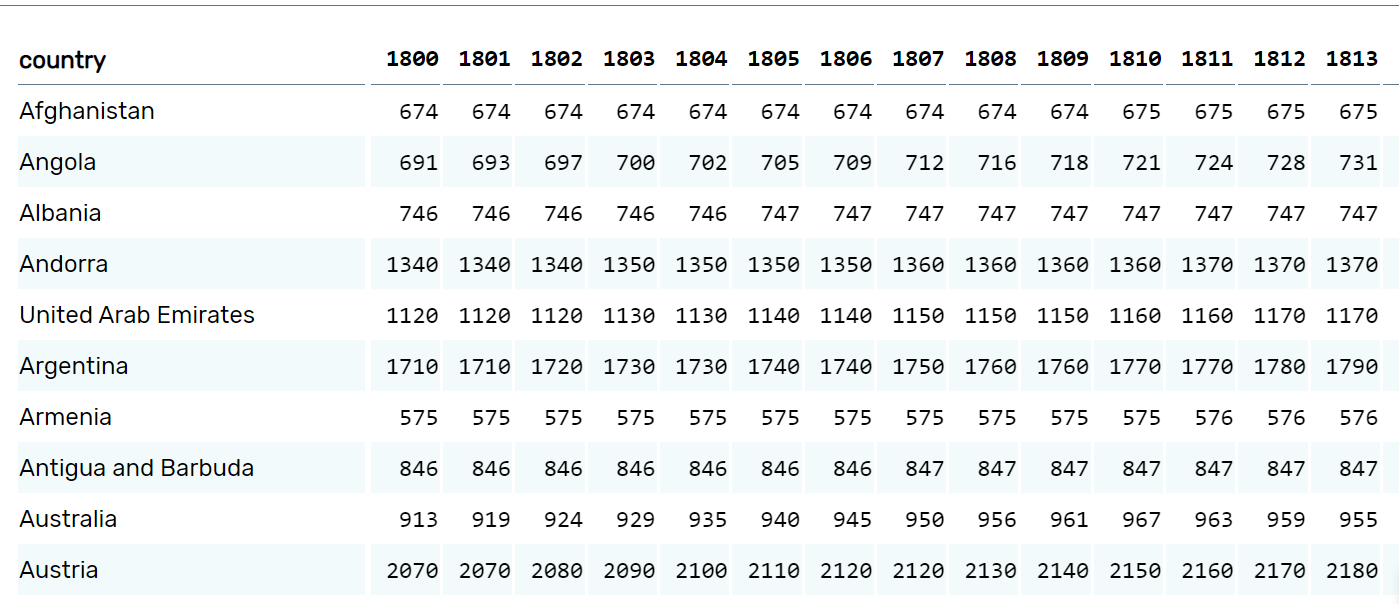 country 1800 1801 1802 1803 1804 1805 1806 1807 1808 1809 1810 1811 1812 1813
Afghanistan 674 674 674 674 674 674 674 674 674 674 675 675 675 675
Angola 691 693 697 700 702 705 709 712 716 718 721 724 728 731
Albania 746 746 746 746 746 747 747 747 747 747 747 747 747 747
Andorra 1340 1340 1340 1350 1350 1350 1350 1360 1360 1360 1360 1370 1370 1370
United Arab Emirates 1120 1120 1120 1130 1130 1140 1140 1150 1150 1150 1160 1160 1170 1170
Argentina 1710 1710 1720 1730 1730 1740 1740 1750 1760 1760 1770 1770 1780 1790
Armenia 575 575 575 575 575 575 575 575 575 575 575 576 576 576
Antigua and Barbuda 846 846 846 846 846 846 846 847 847 847 847 847 847 847
Australia 913 919 924 929 935 940 945 950 956 961 967 963 959 955
Austria 2070 2070 2080 2090 2100 2110 2120 2120 2130 2140 2150 2160 2170 2180